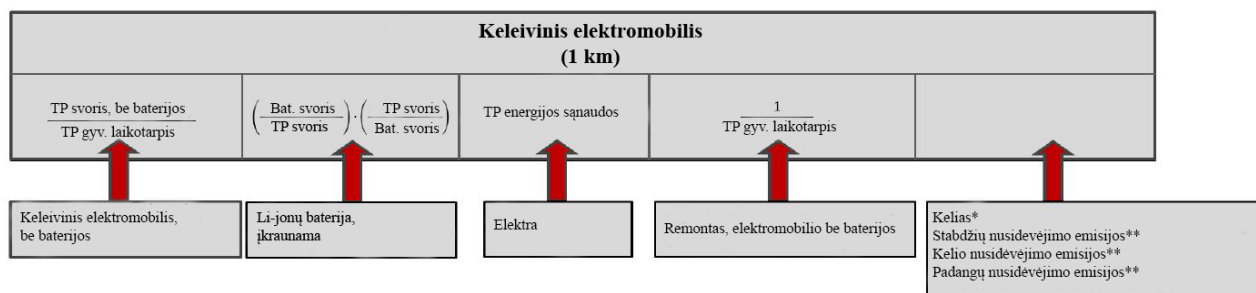 Keleivinis elektromobilis
(1 km)
TP svoris, be baterijos
TP gyv. laikotarpis
( Bat. svoris / TP svoris ) · ( TP svoris / Bat. svoris )
TP energijos sąnaudos
1
TP gyv. laikotarpis
Keleivinis elektromobilis,
be baterijos
Li-jonų baterija,
įkraunama
Elektra
Remontas, elektromobilio be baterijos
Kelias*
Stabdžių nusidevėjimo emisijos**
Kelio nusidėvėjimo emisijos**
Padangų nusidėvėjimo emisijos**